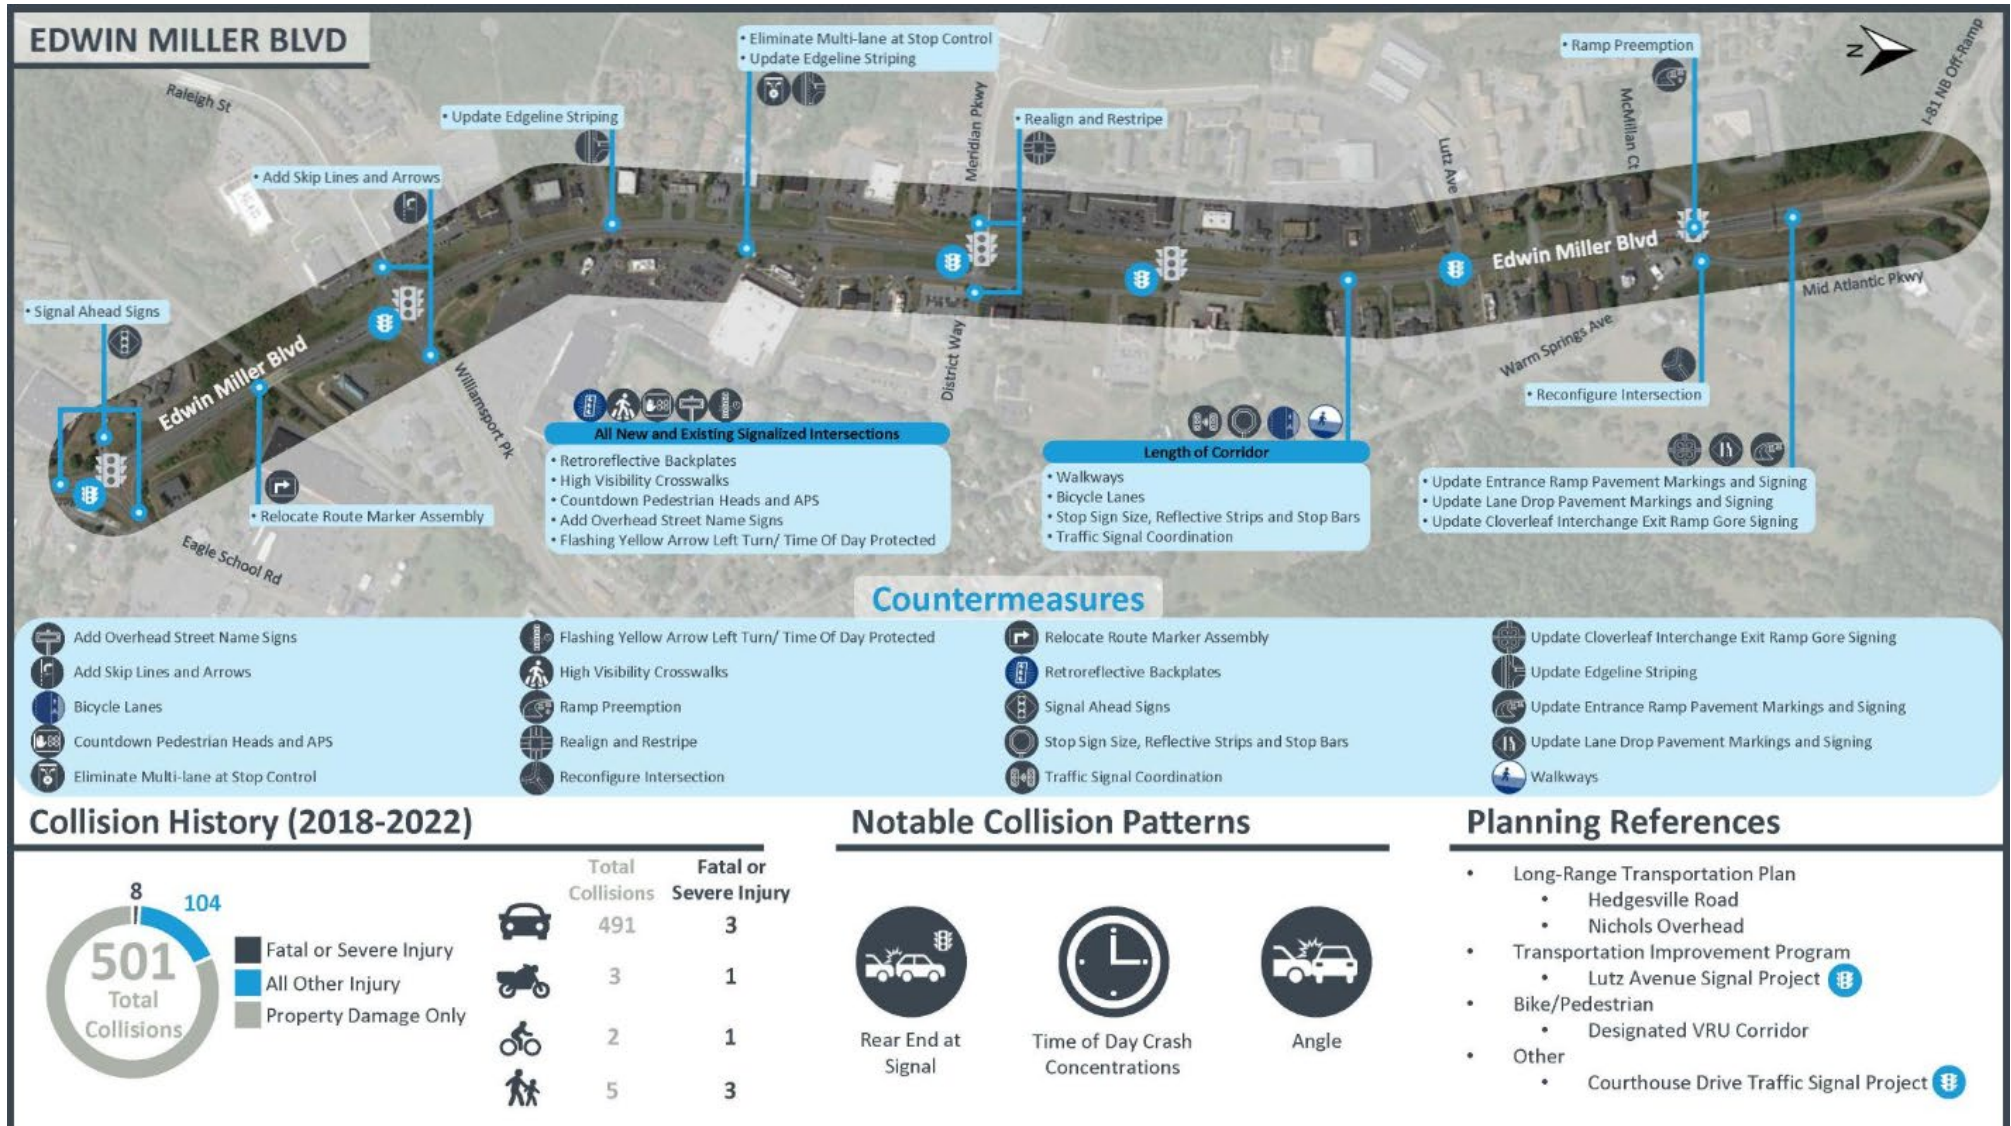 EDWIN MILLER BLVD
• Eliminate Multi-lane at Stop Control
• Update Edgeline Striping
• Ramp Preemption
N
I-81 NB Off-Ramp
Raleigh St
• Update Edgeline Striping
Meridian Pkwy
• Realign and Restripe
Lutz Ave
McMillan Ct
• Add Skip Lines and Arrows
Edwin Miller Blvd
Mid Atlantic Pkwy
• Signal Ahead Signs
Edwin Miller Blvd
Williamsport Pk
District Way
Warm Springs Ave
• Reconfigure Intersection
• Relocate Route Marker Assembly
Eagle School Rd
All New and Existing Signalized Intersections
• Retroreflective Backplates
• High Visibility Crosswalks
• Countdown Pedestrian Heads and APS
• Add Overhead Street Name Signs
• Flashing Yellow Arrow Left Turn/ Time Of Day Protected
Length of Corridor
• Walkways
• Bicycle Lanes
• Stop Sign Size, Reflective Strips and Stop Bars
• Traffic Signal Coordination
• Update Entrance Ramp Pavement Markings and Signing
• Update Lane Drop Pavement Markings and Signing
• Update Cloverleaf Interchange Exit Ramp Gore Signing
Countermeasures
Add Overhead Street Name Signs
Add Skip Lines and Arrows
Bicycle Lanes
Countdown Pedestrian Heads and APS
Eliminate Multi-lane at Stop Control
Flashing Yellow Arrow Left Turn/ Time Of Day Protected
High Visibility Crosswalks
Ramp Preemption
Realign and Restripe
Reconfigure Intersection
Relocate Route Marker Assembly
Retroreflective Backplates
Signal Ahead Signs
Stop Sign Size, Reflective Strips and Stop Bars
Traffic Signal Coordination
Update Cloverleaf Interchange Exit Ramp Gore Signing
Update Edgeline Striping
Update Entrance Ramp Pavement Markings and Signing
Update Lane Drop Pavement Markings and Signing
Walkways
Collision History (2018-2022)
8
104
501
Total
Collisions
Fatal or Severe Injury
All Other Injury
Property Damage Only
Total Collisions
Fatal or Severe Injury
491 3
3 1
2 1
5 3
Notable Collision Patterns
Rear End at
Signal
Time of Day Crash
Concentrations
Angle
Planning References
• Long-Range Transportation Plan
• Hedgesville Road
• Nichols Overhead
• Transportation Improvement Program
• Lutz Avenue Signal Project
• Bike/Pedestrian
• Designated VRU Corridor
• Other
• Courthouse Drive Traffic Signal Project